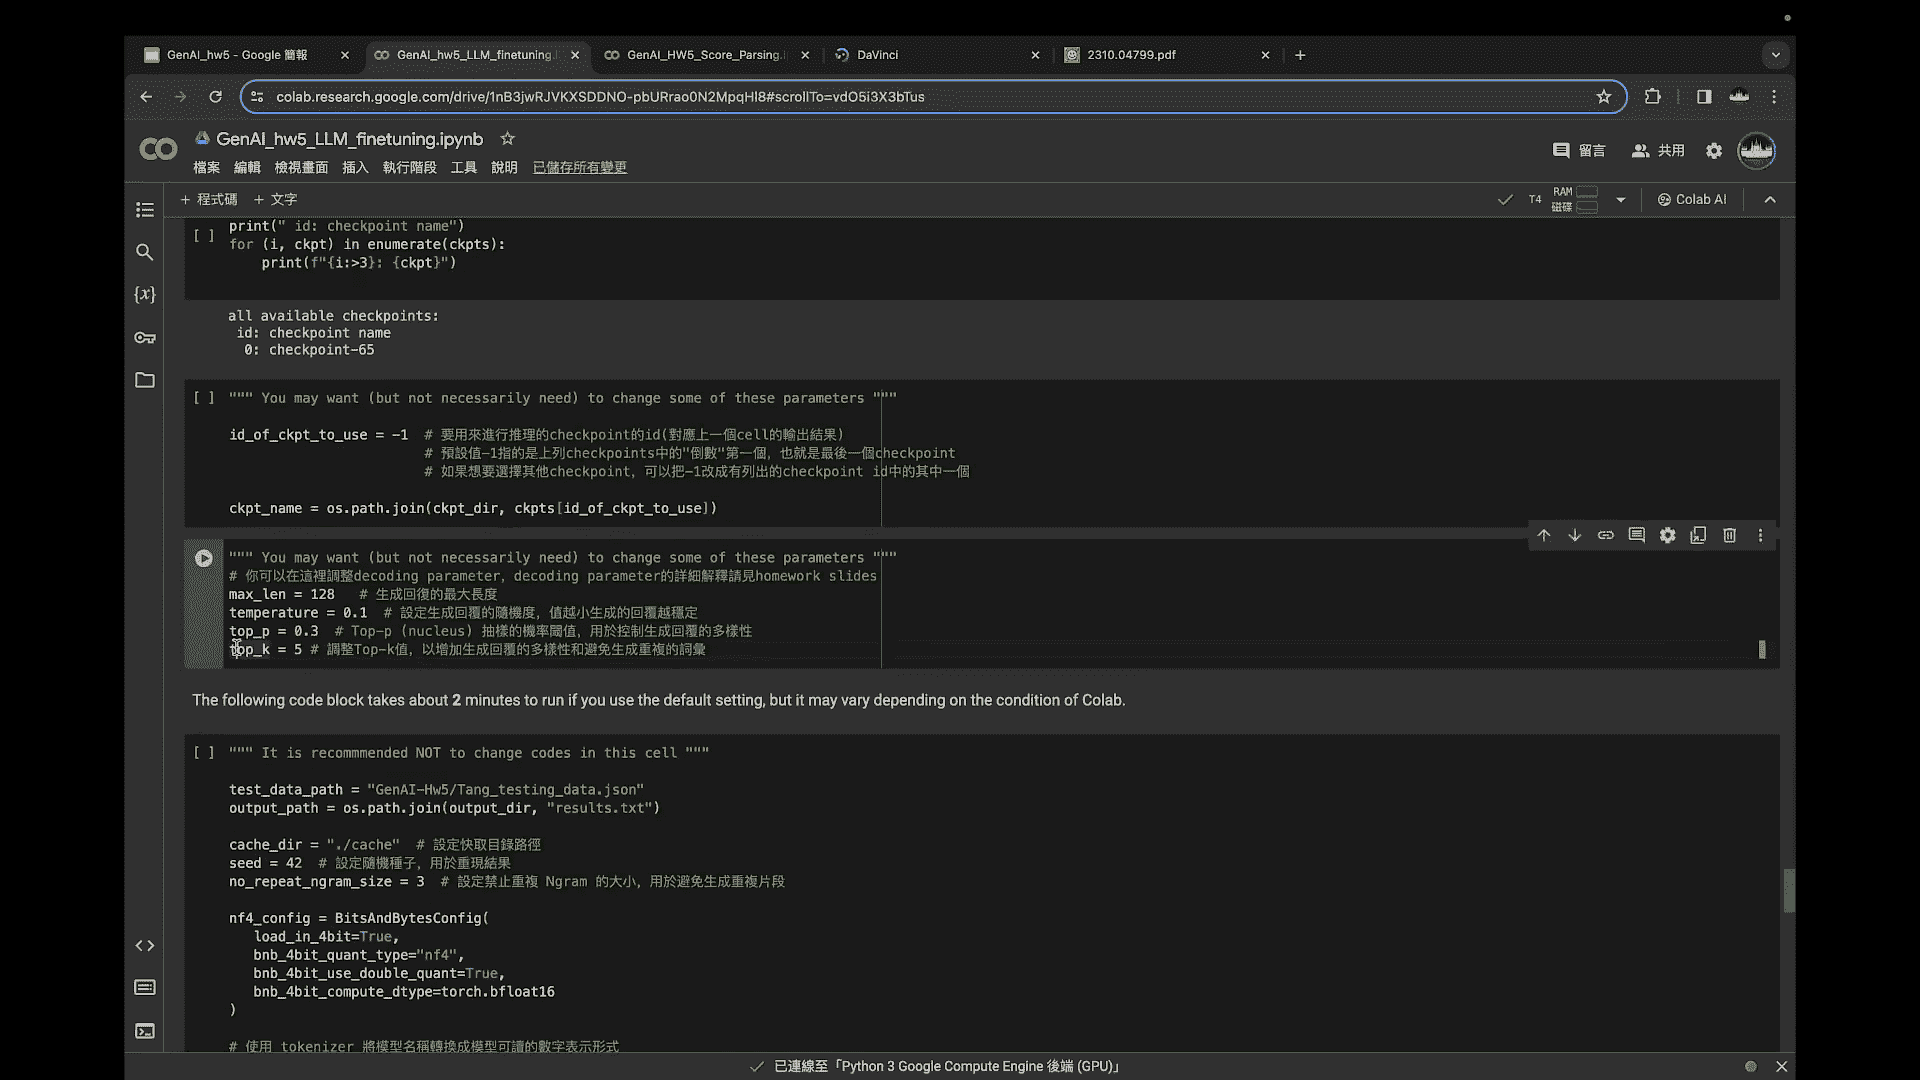 GenAI_hw5 - Google 簡報
GenAI_hw5_LLM_finetuning.
GenAI_HW5_Score_Parsing.
DaVinci
2310.04799.pdf
colab.research.google.com/drive/1nB3jwRJVKXSDDNO-pbURrao0N2MpqHl8#scrollTo=vdO5i3X3bTus
GenAI_hw5_LLM_finetuning.ipynb
留言
共用
檔案 編輯 檢視畫面 插入 執行階段 工具 說明 已儲存所有變更
+ 程式碼 + 文字
T4
RAM
磁碟
Colab AI
print(" id: checkpoint name")
[ ]
for (i, ckpt) in enumerate(ckpts):
print(f"{i:>3}: {ckpt}")
all available checkpoints:
id: checkpoint name
0: checkpoint-65
[ ] """ You may want (but not necessarily need) to change some of these parameters """
id_of_ckpt_to_use = -1 # 要用來進行推理的checkpoint的id(對應上一個cell的輸出結果)
# 預設值-1指的是上列checkpoints中的"倒數"第一個，也就是最後一個checkpoint
# 如果想要選擇其他checkpoint，可以把-1改成有列出的checkpoint id中的其中一個
ckpt_name = os.path.join(ckpt_dir, ckpts[id_of_ckpt_to_use])
""" You may want (but not necessarily need) to change some of these parameters """
# 你可以在這裡調整decoding parameter，decoding parameter的詳細解釋請見homework slides
max_len = 128 # 生成回復的最大長度
temperature = 0.1 # 設定生成回覆的隨機度，值越小生成的回覆越穩定
top_p = 0.3 # Top-p (nucleus) 抽樣的機率閾值，用於控制生成回覆的多樣性
top_k = 5 # 調整Top-k值，以增加生成回覆的多樣性和避免生成重複的詞彙
The following code block takes about 2 minutes to run if you use the default setting, but it may vary depending on the condition of Colab.
[ ] """ It is recommmended NOT to change codes in this cell """
test_data_path = "GenAI-Hw5/Tang_testing_data.json"
output_path = os.path.join(output_dir, "results.txt")
cache_dir = "./cache" # 設定快取目錄路徑
seed = 42 # 設定隨機種子，用於重現結果
no_repeat_ngram_size = 3 # 設定禁止重複 Ngram 的大小，用於避免生成重複片段
nf4_config = BitsAndBytesConfig(
load_in_4bit=True,
bnb_4bit_quant_type="nf4",
bnb_4bit_use_double_quant=True,
bnb_4bit_compute_dtype=torch.bfloat16
)
# 使用 tokenizer 將模型名稱轉換成模型可讀的數字表示形式
已連線至「Python 3 Google Compute Engine 後端 (GPU)」